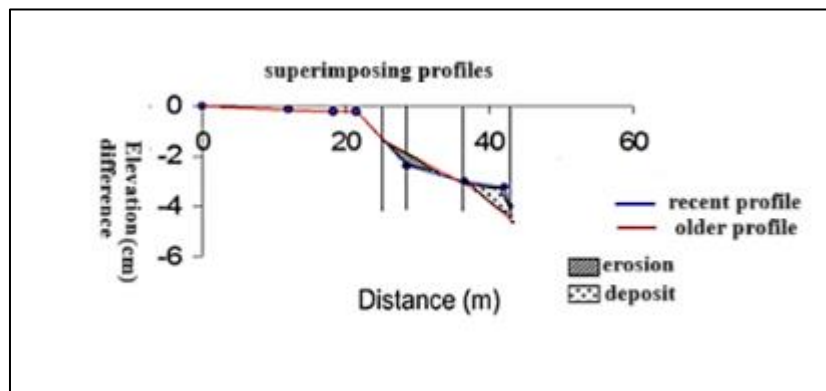 superimposing profiles
0
0
20
40
60
-2
-4
-6
Elevation (cm)
difference
recent profile
older profile
erosion
deposit
Distance (m)